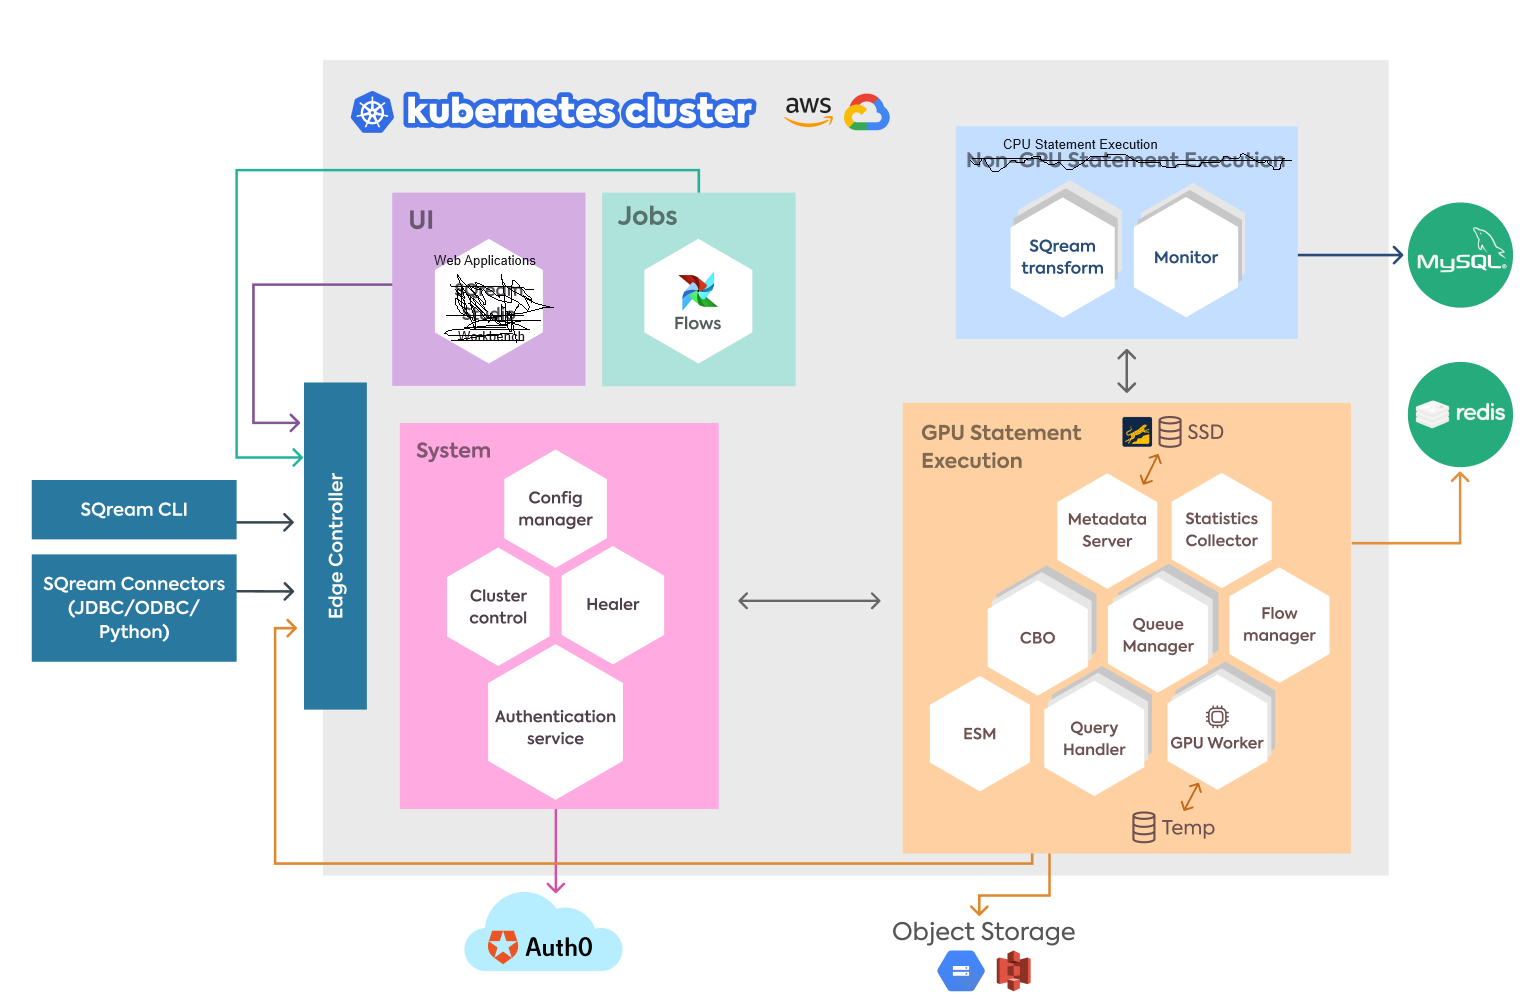 kubernetes cluster
aws
CPU Statement Execution
Non-GPU Statement Execution
SQream
transform
Monitor
MySQL®
UI
Web Applications
SQream
Studio
Workbench
Jobs
Flows
redis
Edge Controller
SQream CLI
SQream Connectors
(JDBC/ODBC/
Python)
System
Config
manager
Cluster
control
Healer
Authentication
service
GPU Statement
Execution
SSD
Metadata
Server
Statistics
Collector
CBO
Queue
Manager
Flow
manager
ESM
Query
Handler
GPU Worker
Temp
Auth0
Object Storage